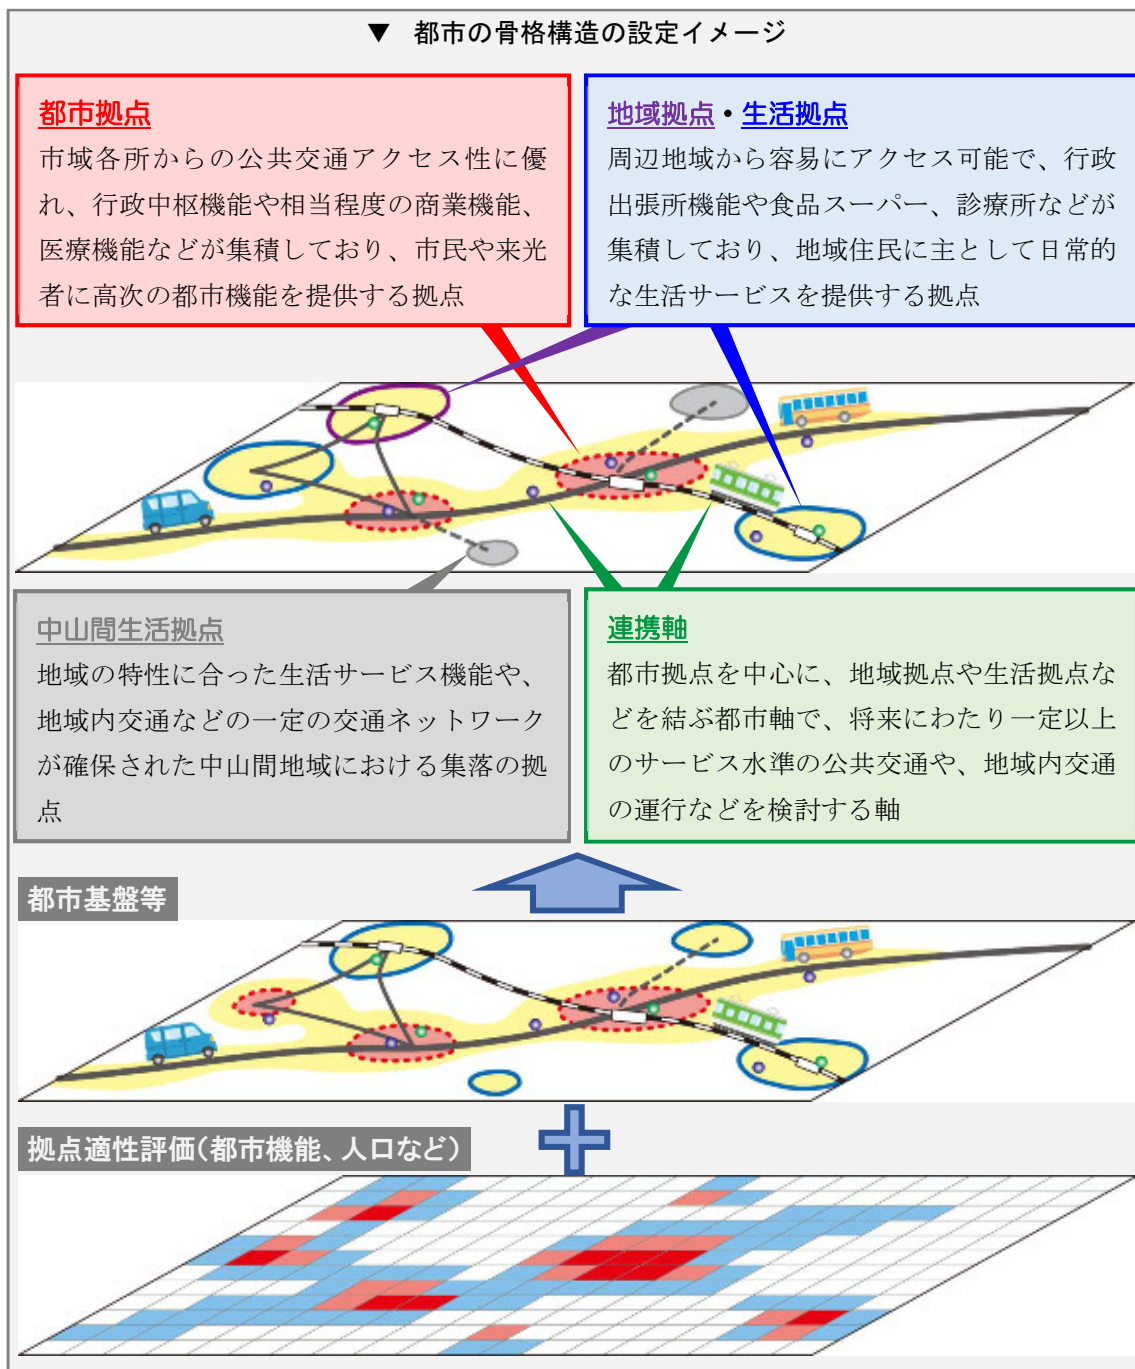 ▼ 都市の骨格構造の設定イメージ
都市拠点
市域各所からの公共交通アクセス性に優
れ、行政中枢機能や相当程度の商業機能、
医療機能などが集積しており、市民や来光
者に高次の都市機能を提供する拠点
地域拠点・生活拠点
周辺地域から容易にアクセス可能で、行政
出張所機能や食品スーパー、診療所などが
集積しており、地域住民に主として日常的
な生活サービスを提供する拠点
中山間生活拠点
地域の特性に合った生活サービス機能や、
地域内交通などの一定の交通ネットワーク
が確保された中山間地域における集落の拠
点
連携軸
都市拠点を中心に、地域拠点や生活拠点な
どを結ぶ都市軸で、将来にわたり一定以上
のサービス水準の公共交通や、地域内交通
の運行などを検討する軸
都市基盤等
拠点適性評価(都市機能、人口など)